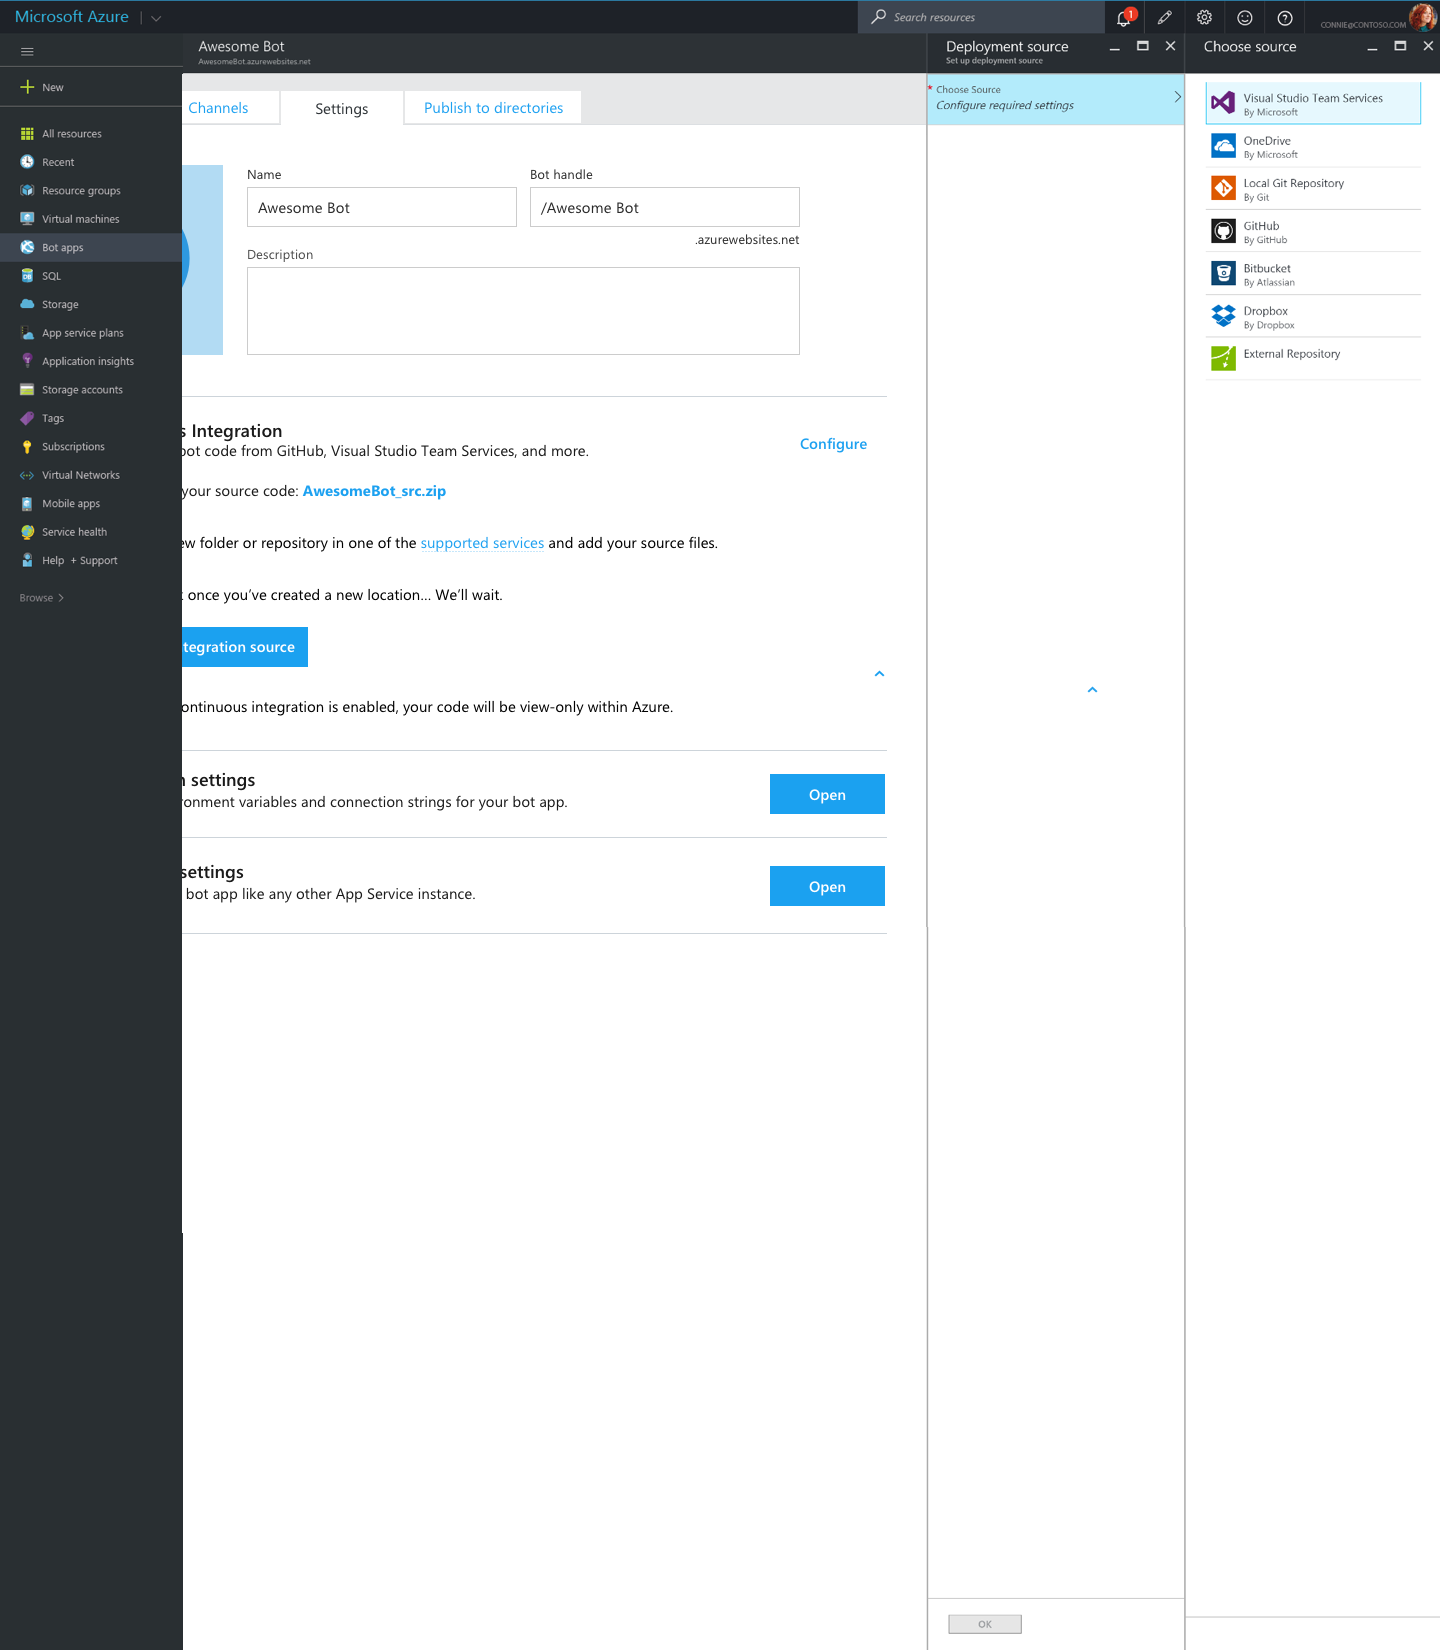 Microsoft Azure
Search resources
1
CONNIE@CONTOSO.COM
New
All resources
Recent
Resource groups
Virtual machines
Bot apps
SQL
Storage
App service plans
Application insights
Storage accounts
Tags
Subscriptions
Virtual Networks
Mobile apps
Service health
Help + Support
Browse
Awesome Bot
AwesomeBot.azurewebsites.net
Channels
Settings
Publish to directories
Name
Bot handle
Awesome Bot
/Awesome Bot
.azurewebsites.net
Description
s Integration
bot code from GitHub, Visual Studio Team Services, and more.
Configure
your source code: AwesomeBot_src.zip
ew folder or repository in one of the supported services and add your source files.
once you've created a new location... We'll wait.
tegration source
ontinuous integration is enabled, your code will be view-only within Azure.
n settings
ronment variables and connection strings for your bot app.
Open
settings
bot app like any other App Service instance.
Open
Deployment source
Set up deployment source
* Choose Source
Configure required settings
OK
Choose source
Visual Studio Team Services
By Microsoft
OneDrive
By Microsoft
Local Git Repository
By Git
GitHub
By GitHub
Bitbucket
By Atlassian
Dropbox
By Dropbox
External Repository